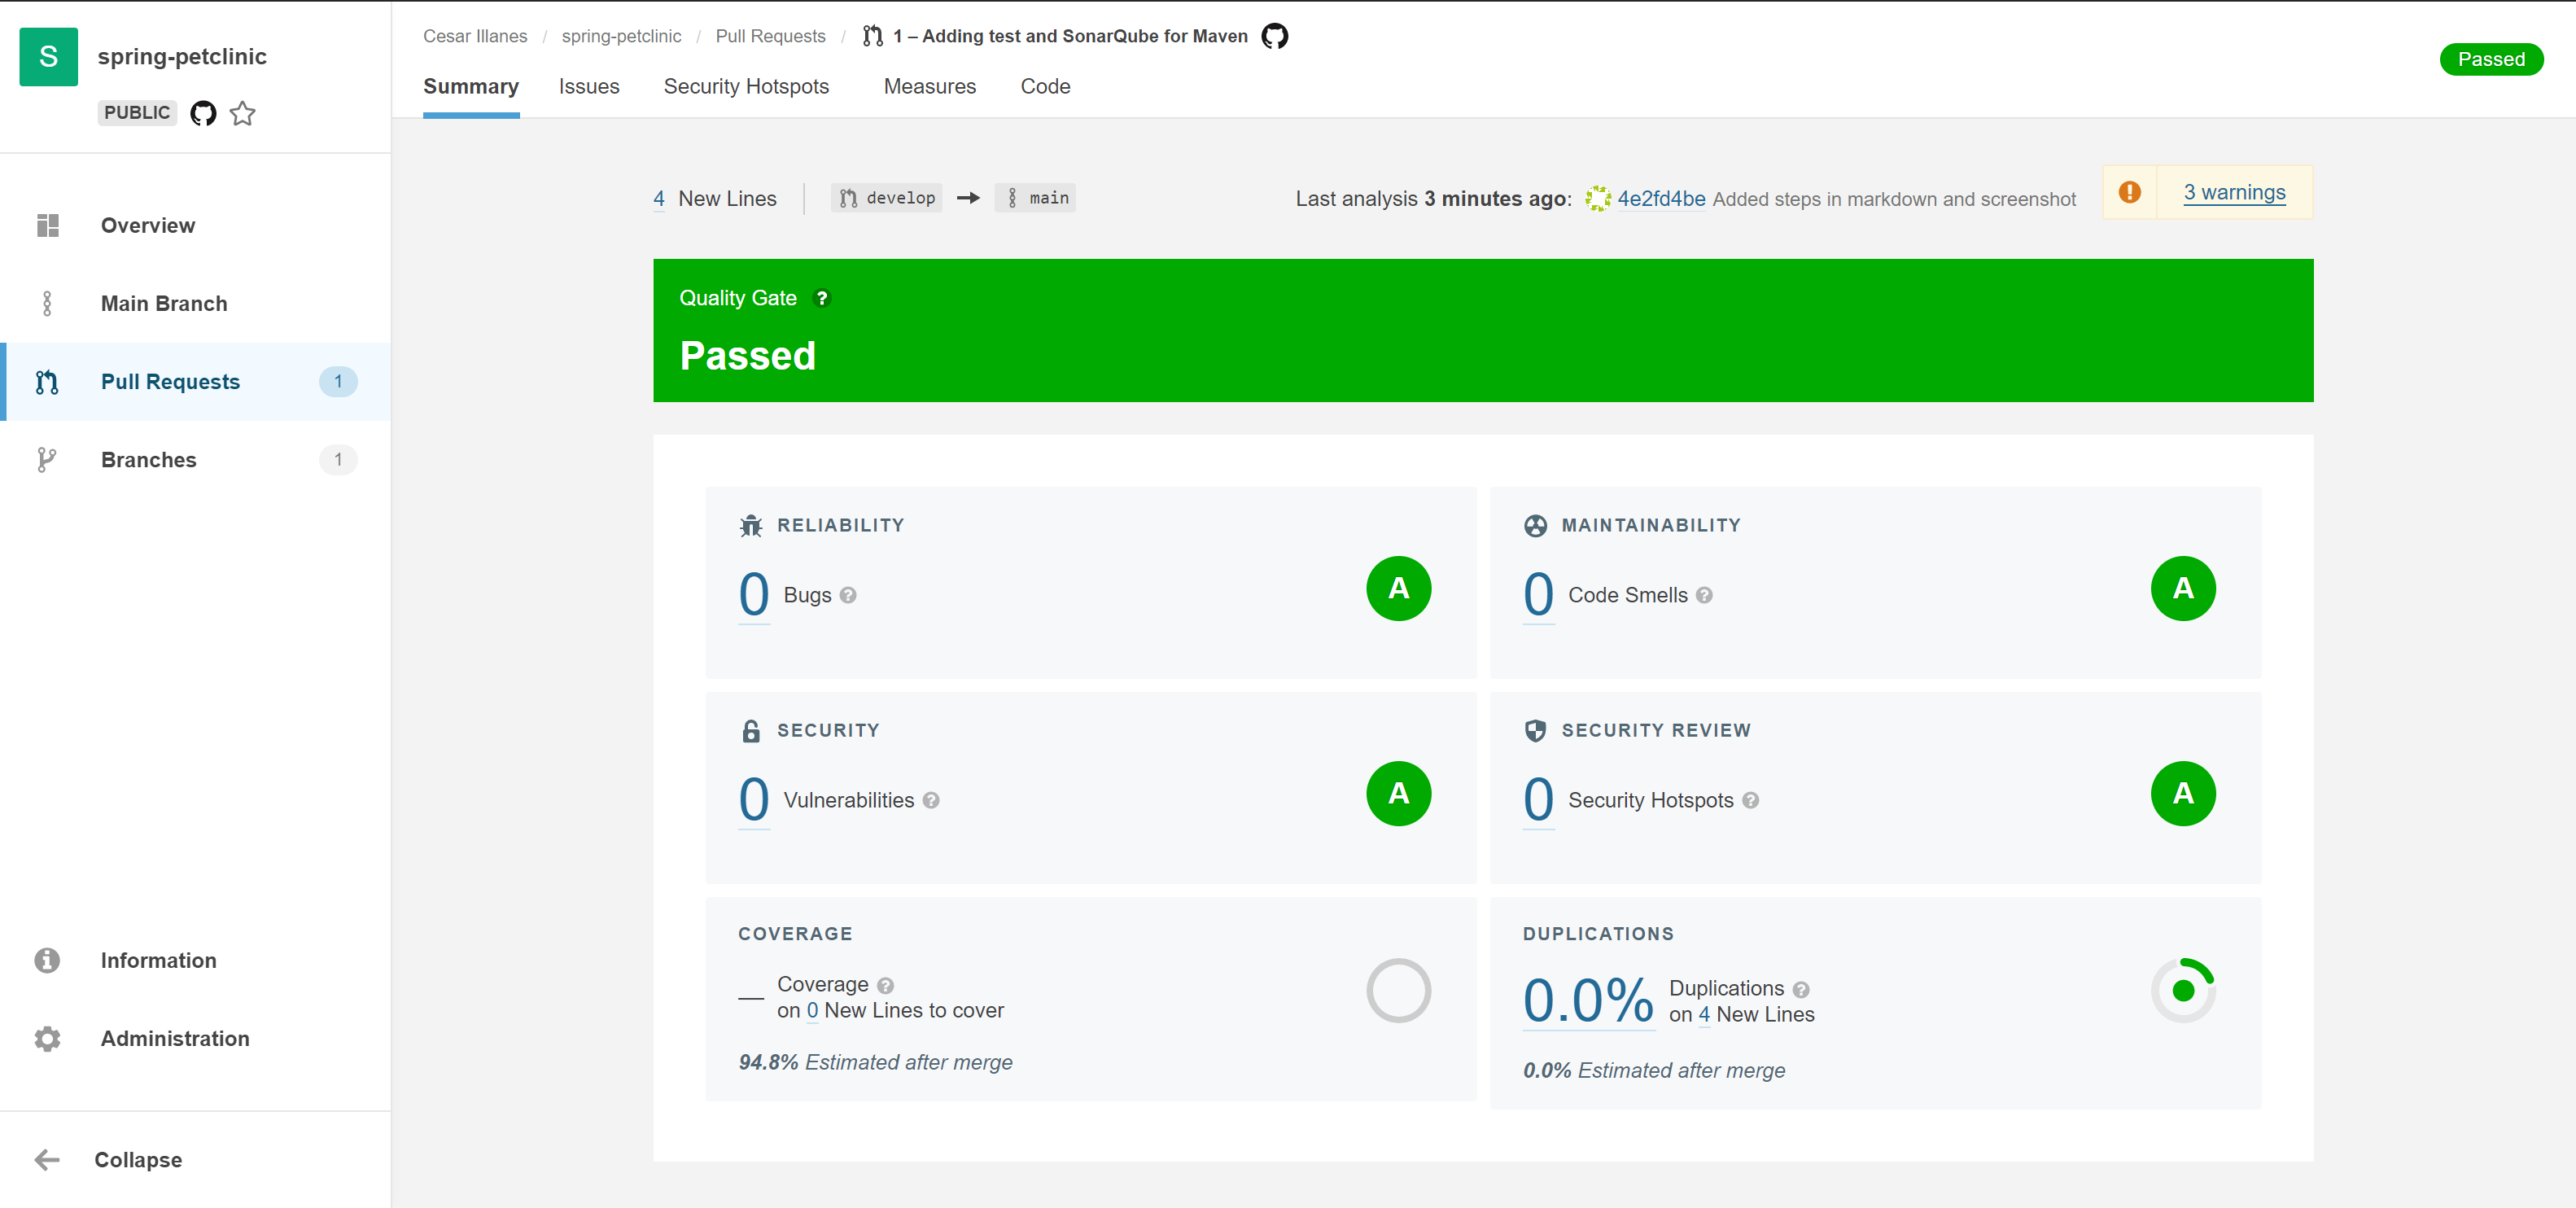 S
spring-petclinic
PUBLIC
Overview
Main Branch
Pull Requests 1
Branches 1
Information
Administration
Collapse
Cesar Illanes / spring-petclinic / Pull Requests / 1 – Adding test and SonarQube for Maven
Passed
Summary Issues Security Hotspots Measures Code
4 New Lines develop → main Last analysis 3 minutes ago: 4e2fd4be Added steps in markdown and screenshot 3 warnings
Quality Gate ?
Passed
RELIABILITY
0 Bugs ? A
MAINTAINABILITY
0 Code Smells ? A
SECURITY
0 Vulnerabilities ? A
SECURITY REVIEW
0 Security Hotspots ? A
COVERAGE
— Coverage ?
on 0 New Lines to cover
94.8% Estimated after merge
DUPLICATIONS
0.0% Duplications ?
on 4 New Lines
0.0% Estimated after merge